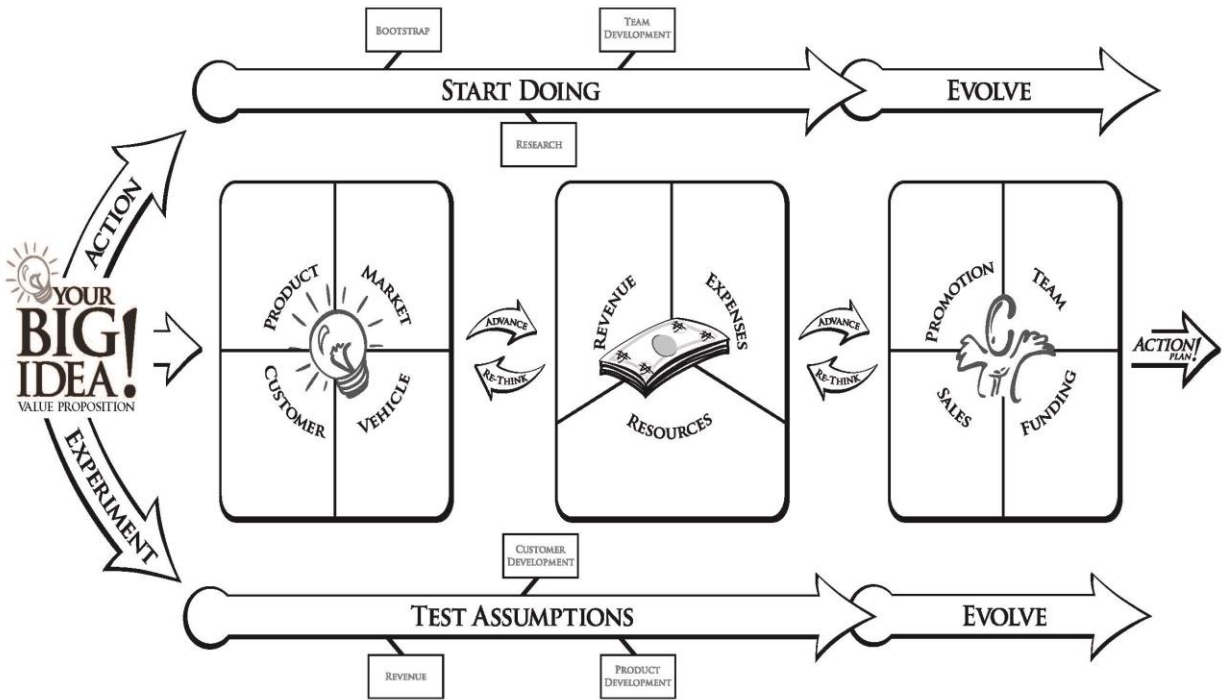 BOOTSTRAP
TEAM
DEVELOPMENT
START DOING
EVOLVE
RESEARCH
ACTION
YOUR
BIG
IDEA!
VALUE PROPOSITION
EXPERIMENT
PRODUCT
MARKET
CUSTOMER
VEHICLE
ADVANCE
RE-THINK
REVENUE
EXPENSES
RESOURCES
ADVANCE
RE-THINK
PROMOTION
TEAM
SALES
FUNDING
ACTION!
PLAN
CUSTOMER
DEVELOPMENT
TEST ASSUMPTIONS
EVOLVE
REVENUE
PRODUCT
DEVELOPMENT